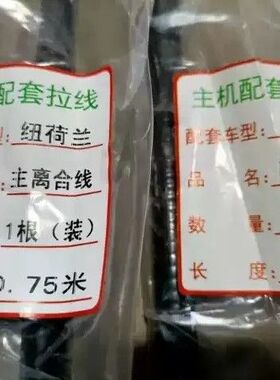 配套拉线
型：纽荷兰
主离合线
1根（装）
0.75米
主机配套
配套车型：
品 名：
数 量：
长 度：